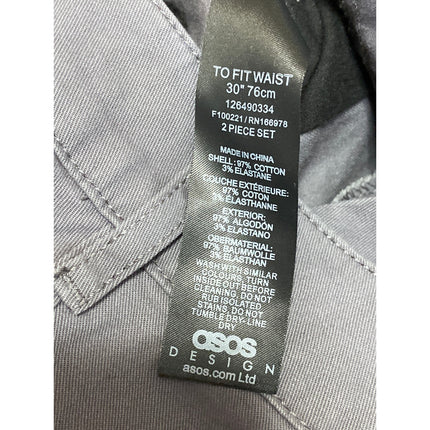 TO FIT WAIST
30" 76cm
126490334
F100221 / RN166978
2 PIECE SET
MADE IN CHINA
SHELL: 97% COTTON
3% ELASTANE
COUCHE EXTÉRIEURE:
97% COTON
3% ÉLASTHANNE
EXTERIOR:
97% ALGODÓN
3% ELASTANO
OBERMATERIAL:
97% BAUMWOLLE
3% ELASTHAN
WASH WITH SIMILAR
COLOURS, TURN
INSIDE OUT BEFORE
CLEANING, DO NOT
RUB ISOLATED
STAINS, DO NOT
TUMBLE DRY-LINE
DRY
asos
DESIGN
asos.com Ltd